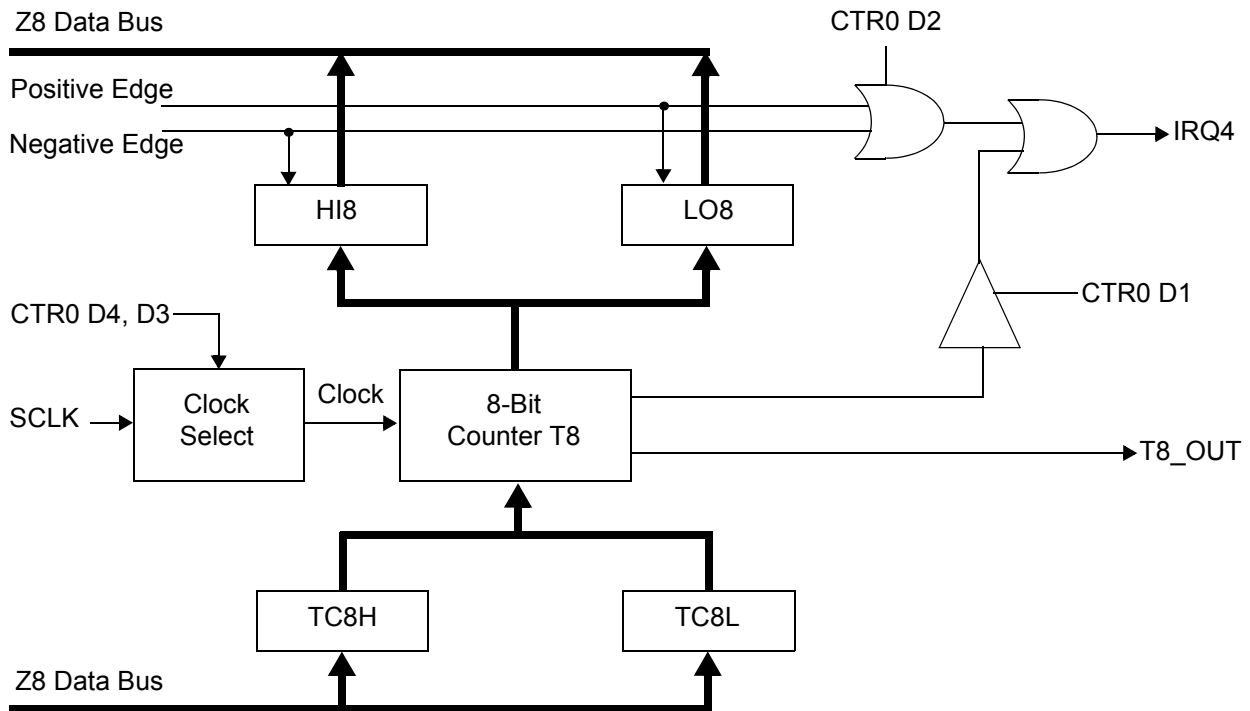 Z8 Data Bus
CTR0 D2
Positive Edge
Negative Edge
IRQ4
HI8
LO8
CTR0 D1
CTR0 D4, D3
SCLK
Clock
Select
Clock
8-Bit
Counter T8
T8_OUT
TC8H
TC8L
Z8 Data Bus